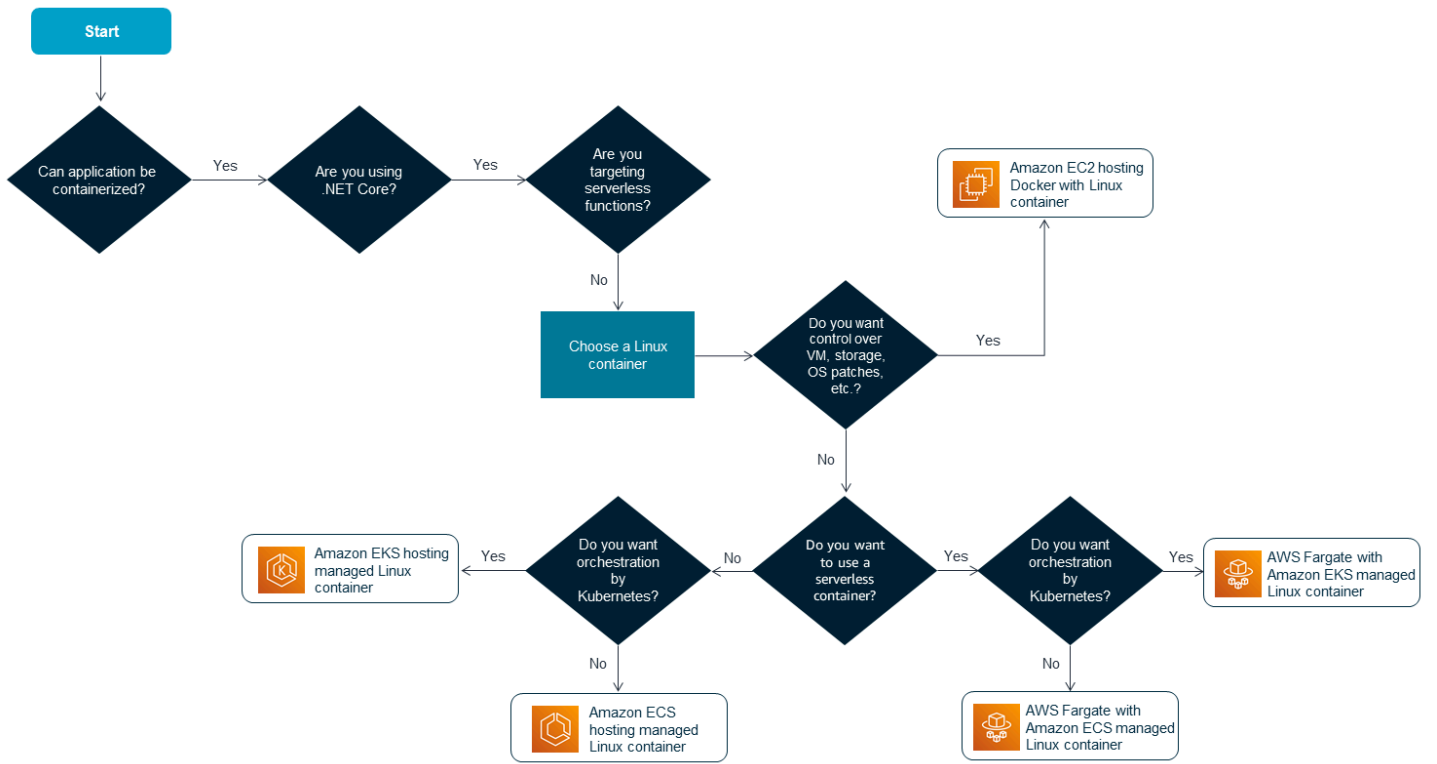 Start
Can application be
containerized?
Yes
Are you using
.NET Core?
Yes
Are you
targeting
serverless
functions?
No
Choose a Linux
container
Do you want
control over
VM, storage,
OS patches,
etc.?
Yes
Amazon EC2 hosting
Docker with Linux
container
No
Do you want
to use a
serverless
container?
No
Do you want
orchestration
by
Kubernetes?
Yes
Amazon EKS hosting
managed Linux
container
K
No
Amazon ECS
hosting managed
Linux container
Yes
Do you want
orchestration
by
Kubernetes?
Yes
AWS Fargate with
Amazon EKS managed
Linux container
No
AWS Fargate with
Amazon ECS managed
Linux container